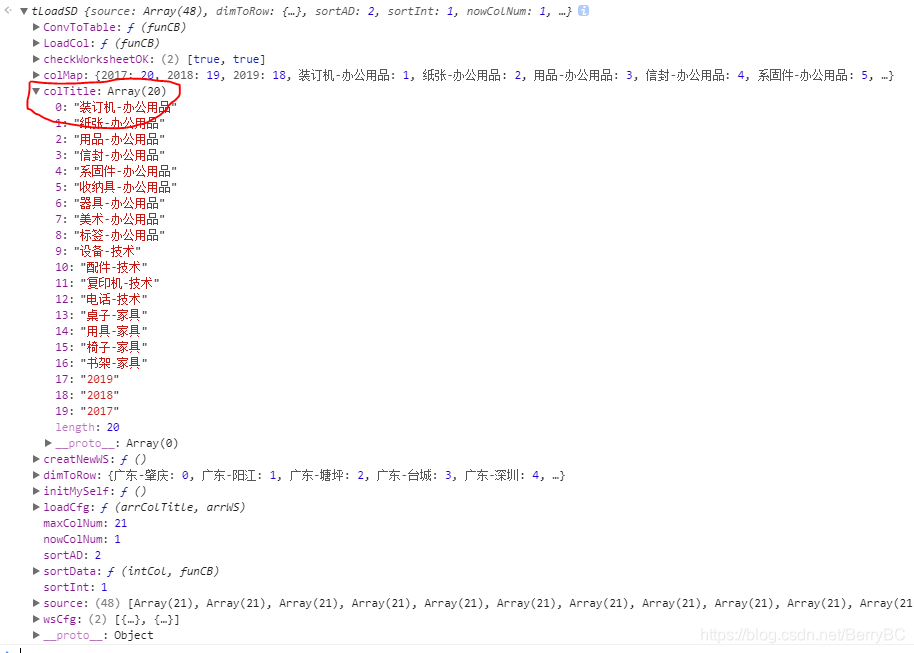 tLoadSD {source: Array(48), dimToRow: {…}, sortAD: 2, sortInt: 1, nowColNum: 1, …}
ConvToTable: ƒ (funCB)
LoadCol: ƒ (funCB)
checkWorksheetOK: (2) [true, true]
colMap: {2017: 20, 2018: 19, 2019: 18, 装订机-办公用品: 1, 纸张-办公用品: 2, 用品-办公用品: 3, 信封-办公用品: 4, 系固件-办公用品: 5, …}
colTitle: Array(20)
0: "装订机-办公用品"
1: "纸张-办公用品"
2: "用品-办公用品"
3: "信封-办公用品"
4: "系固件-办公用品"
5: "收纳具-办公用品"
6: "器具-办公用品"
7: "美术-办公用品"
8: "标签-办公用品"
9: "设备-技术"
10: "配件-技术"
11: "复印机-技术"
12: "电话-技术"
13: "桌子-家具"
14: "用具-家具"
15: "椅子-家具"
16: "书架-家具"
17: "2019"
18: "2018"
19: "2017"
length: 20
__proto__: Array(0)
creatNewWS: ƒ ()
dimToRow: {广东-肇庆: 0, 广东-阳江: 1, 广东-塘坪: 2, 广东-台城: 3, 广东-深圳: 4, …}
initMySelf: ƒ ()
loadCfg: ƒ (arrColTitle, arrWS)
maxColNum: 21
nowColNum: 1
sortAD: 2
sortData: ƒ (intCol, funCB)
sortInt: 1
source: (48) [Array(21), Array(21), Array(21), Array(21), Array(21), Array(21), Array(21), Array(21), Array(21), Array(21), Array(21
wsCfg: (2) [{…}, {…}]
__proto__: Object
https://blog.csdn.net/BerryBC